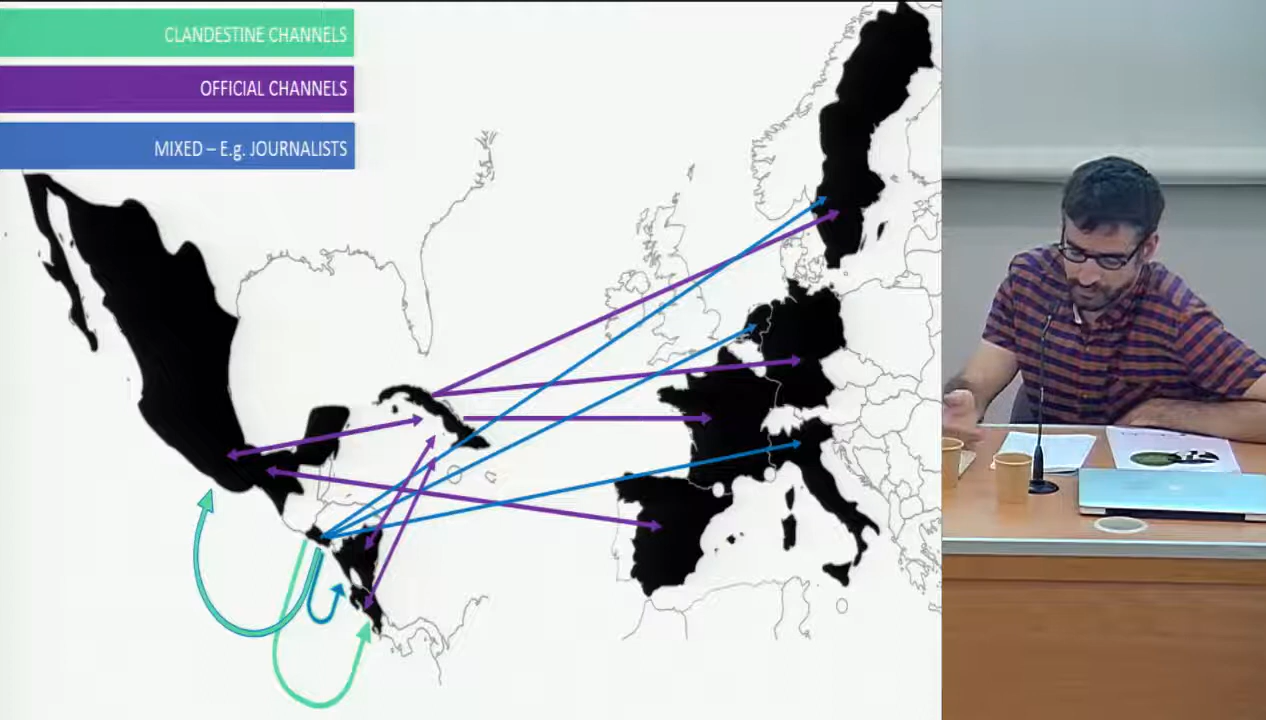 CLANDESTINE CHANNELS
OFFICIAL CHANNELS
MIXED – E.g. JOURNALISTS